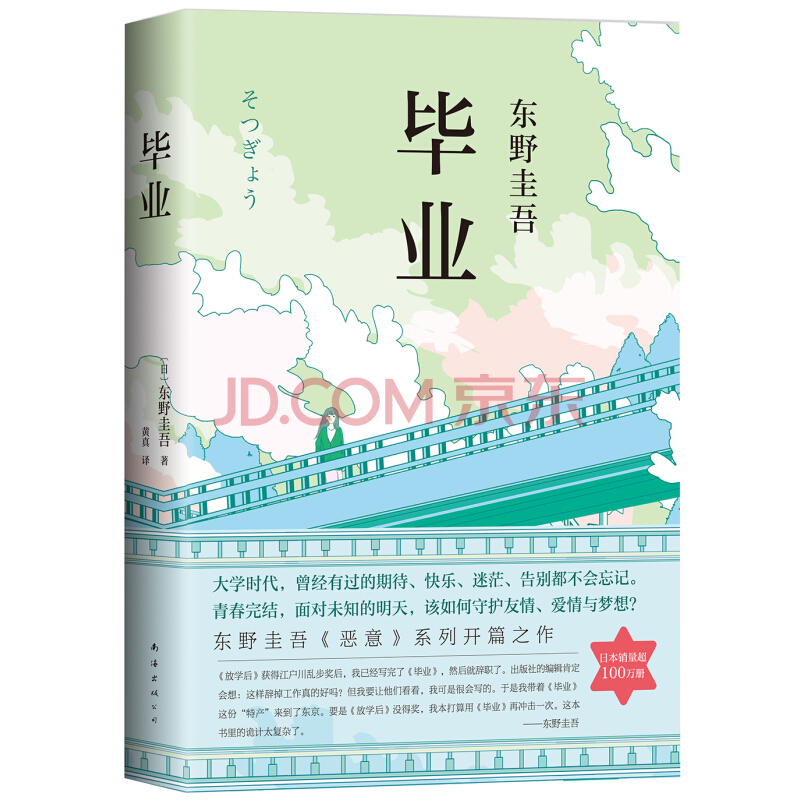 毕业
[日]东野圭吾 著
黄真 译
南海出版公司
东野圭吾
毕业
そつぎょう
JD.COM 京东
大学时代，曾经有过的期待、快乐、迷茫、告别都不会忘记。
青春完结，面对未知的明天，该如何守护友情、爱情与梦想？
东野圭吾《恶意》系列开篇之作
《放学后》获得江户川乱步奖后，我已经写完了《毕业》，然后就辞职了。出版社的编辑肯定
会想：这样辞掉工作真的好吗？但我要让他们看看，我可是很会写的。于是我带着《毕业》
这份“特产”来到了东京。要是《放学后》没得奖，我本打算用《毕业》再冲击一次。这本
书里的诡计太复杂了。
——东野圭吾
日本销量超
100万册